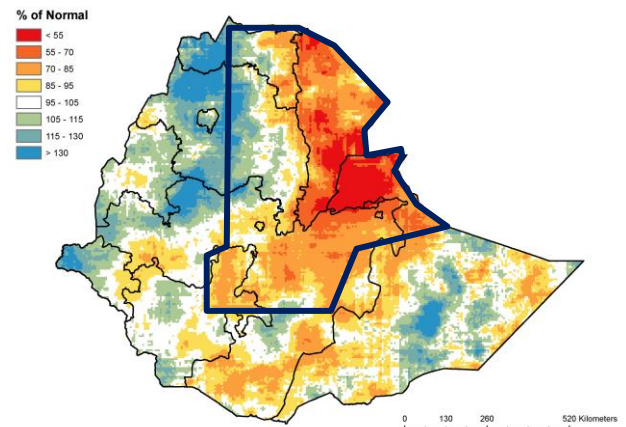 % of Normal
< 55
55 - 70
70 - 85
85 - 95
95 - 105
105 - 115
115 - 130
> 130
0 130 260 520 Kilometers